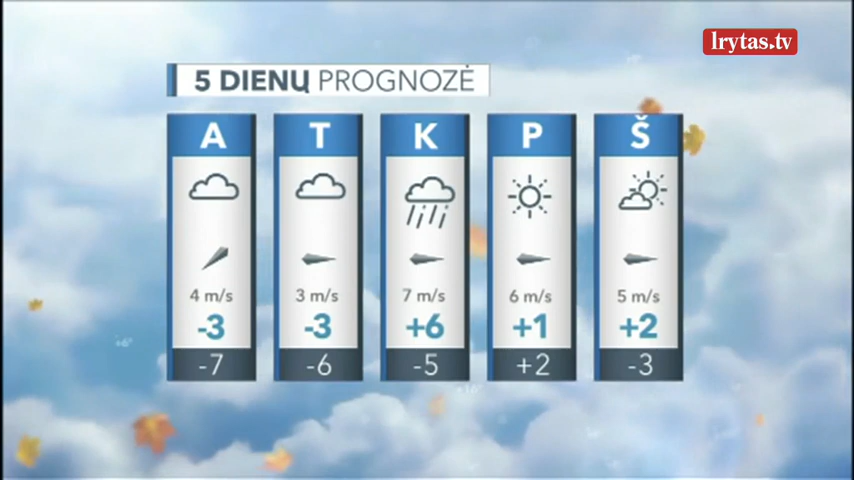 lrytas.tv
5 DIENŲ PROGNOZĖ
A T K P Š
4 m/s 3 m/s 7 m/s 6 m/s 5 m/s
-3 -3 +6 +1 +2
-7 -6 -5 +2 -3